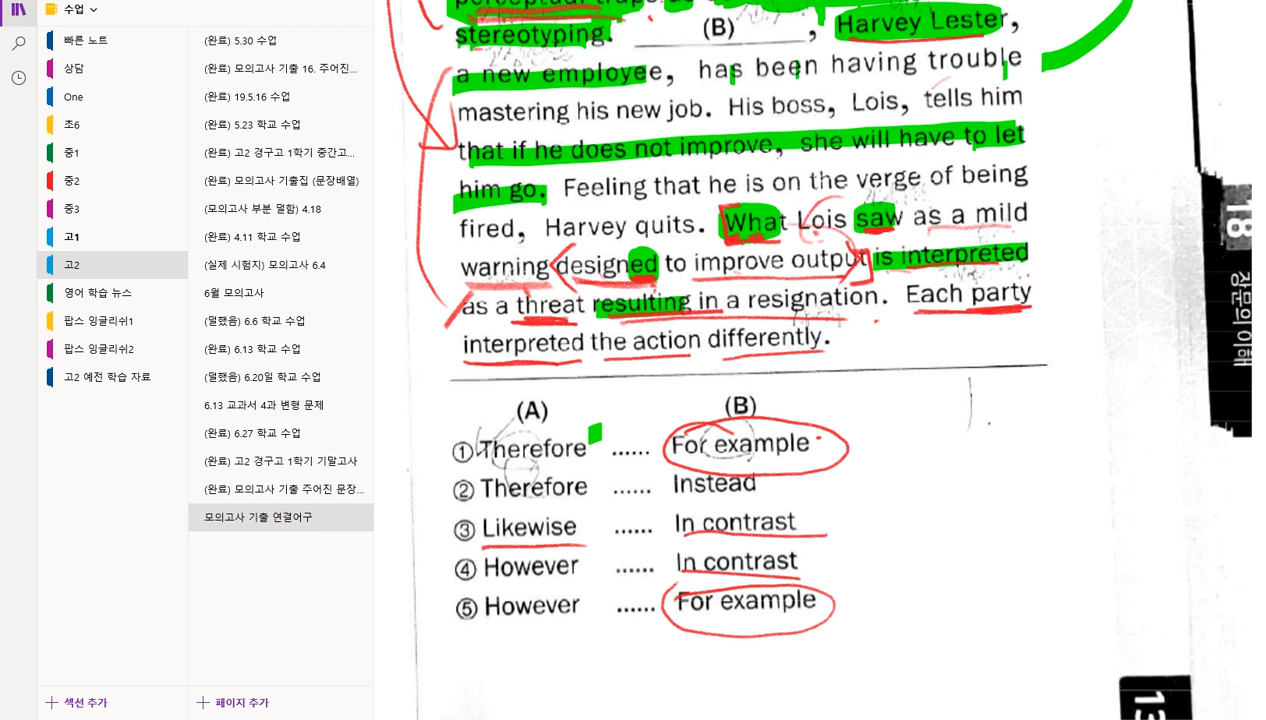 수업
빠른 노트
상담
One
초6
중1
중2
중3
고1
고2
영어 학습 뉴스
팝스 잉글리쉬1
팝스 잉글리쉬2
고2 예전 학습 자료
섹션 추가
(완료) 5.30 수업
(완료) 모의고사 기출 16. 주어진...
(완료) 19.5.16 수업
(완료) 5.23 학교 수업
(완료) 고2 경구고 1학기 중간고...
(완료) 모의고사 기출집 (문장배열)
(모의고사 부분 덜함) 4.18
(완료) 4.11 학교 수업
(실제 시험지) 모의고사 6.4
6월 모의고사
(덜했음) 6.6 학교 수업
(완료) 6.13 학교 수업
(덜했음) 6.20일 학교 수업
6.13 교과서 4과 변형 문제
(완료) 6.27 학교 수업
(완료) 고2 경구고 1학기 기말고사
(완료) 모의고사 기출 주어진 문장...
모의고사 기출 연결어구
페이지 추가
perceptual traps as
stereotyping. (B) , Harvey Lester,
a new employee, has been having trouble
mastering his new job. His boss, Lois, tells him
that if he does not improve, she will have to let
him go. Feeling that he is on the verge of being
fired, Harvey quits. What Lois saw as a mild
warning designed to improve output is interpreted
as a threat resulting in a resignation. Each party
interpreted the action differently.
(A) (B)
① Therefore ...... For example
② Therefore ...... Instead
③ Likewise ...... In contrast
④ However ...... In contrast
⑤ However ...... For example
18
장문의 이해